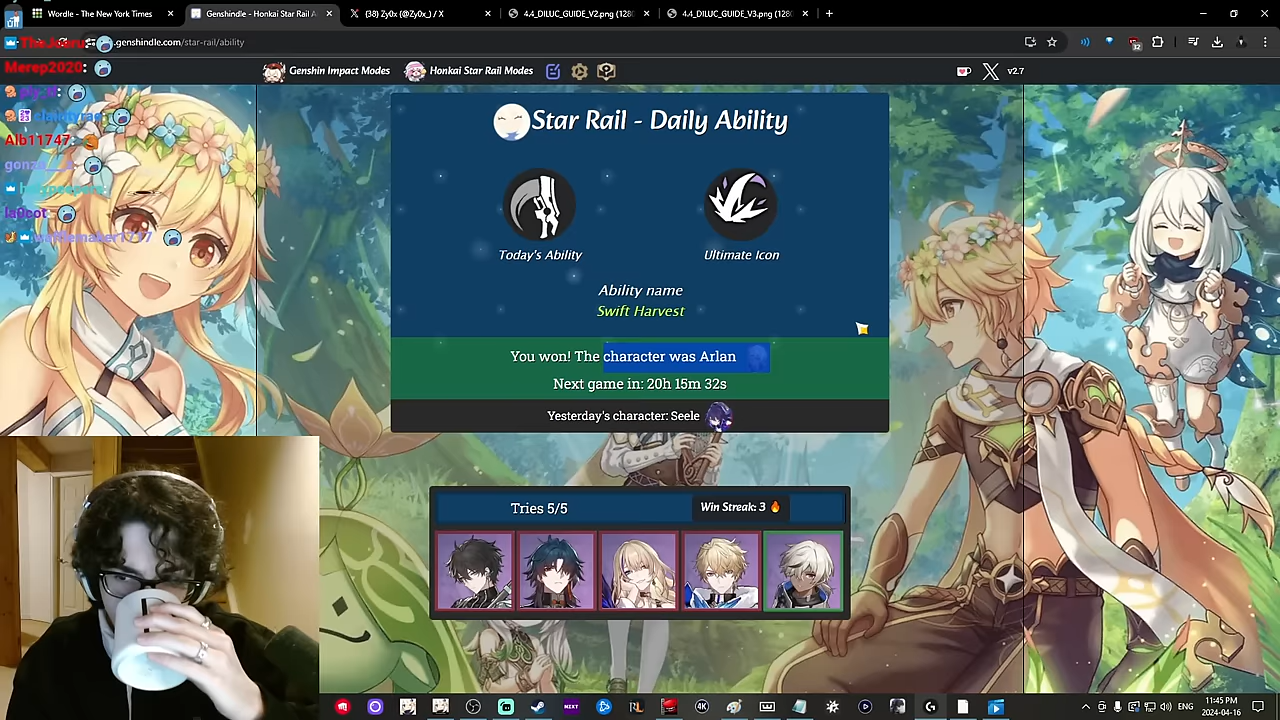 Wordle - The New York Times
Genshindle - Honkai Star Rail A
(38) Zy0x (@Zy0x_) / X
4.4_DILUC_GUIDE_V2.png (128
4.4_DILUC_GUIDE_V3.png (128
genshindle.com/star-rail/ability
Merep2020:
Genshin Impact Modes
Honkai Star Rail Modes
v2.7
Alb11747:
la0cot
Star Rail - Daily Ability
Today's Ability
Ultimate Icon
Ability name
Swift Harvest
You won! The character was Arlan
Next game in: 20h 15m 32s
Yesterday's character: Seele
Tries 5/5
Win Streak: 3
NEXT
4K
ENG
11:45 PM
2024-04-16